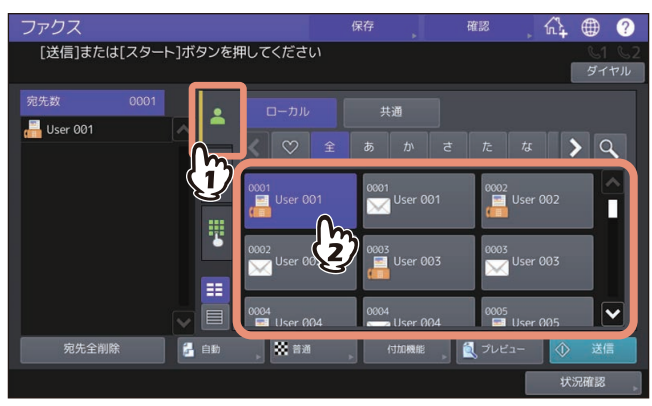 ファクス 保存 確認 ?
[送信]または[スタート]ボタンを押してください
1 2
ダイヤル
宛先数 0001
User 001
ローカル 共通
全 あ か さ た な
1
0001 User 001
0001 User 001
0002 User 002
2
0002 User 00
0003 User 003
0003 User 003
0004 User 004
0004 User 004
0005 User 005
宛先全削除 自動 普通 付加機能 プレビュー 送信
状況確認